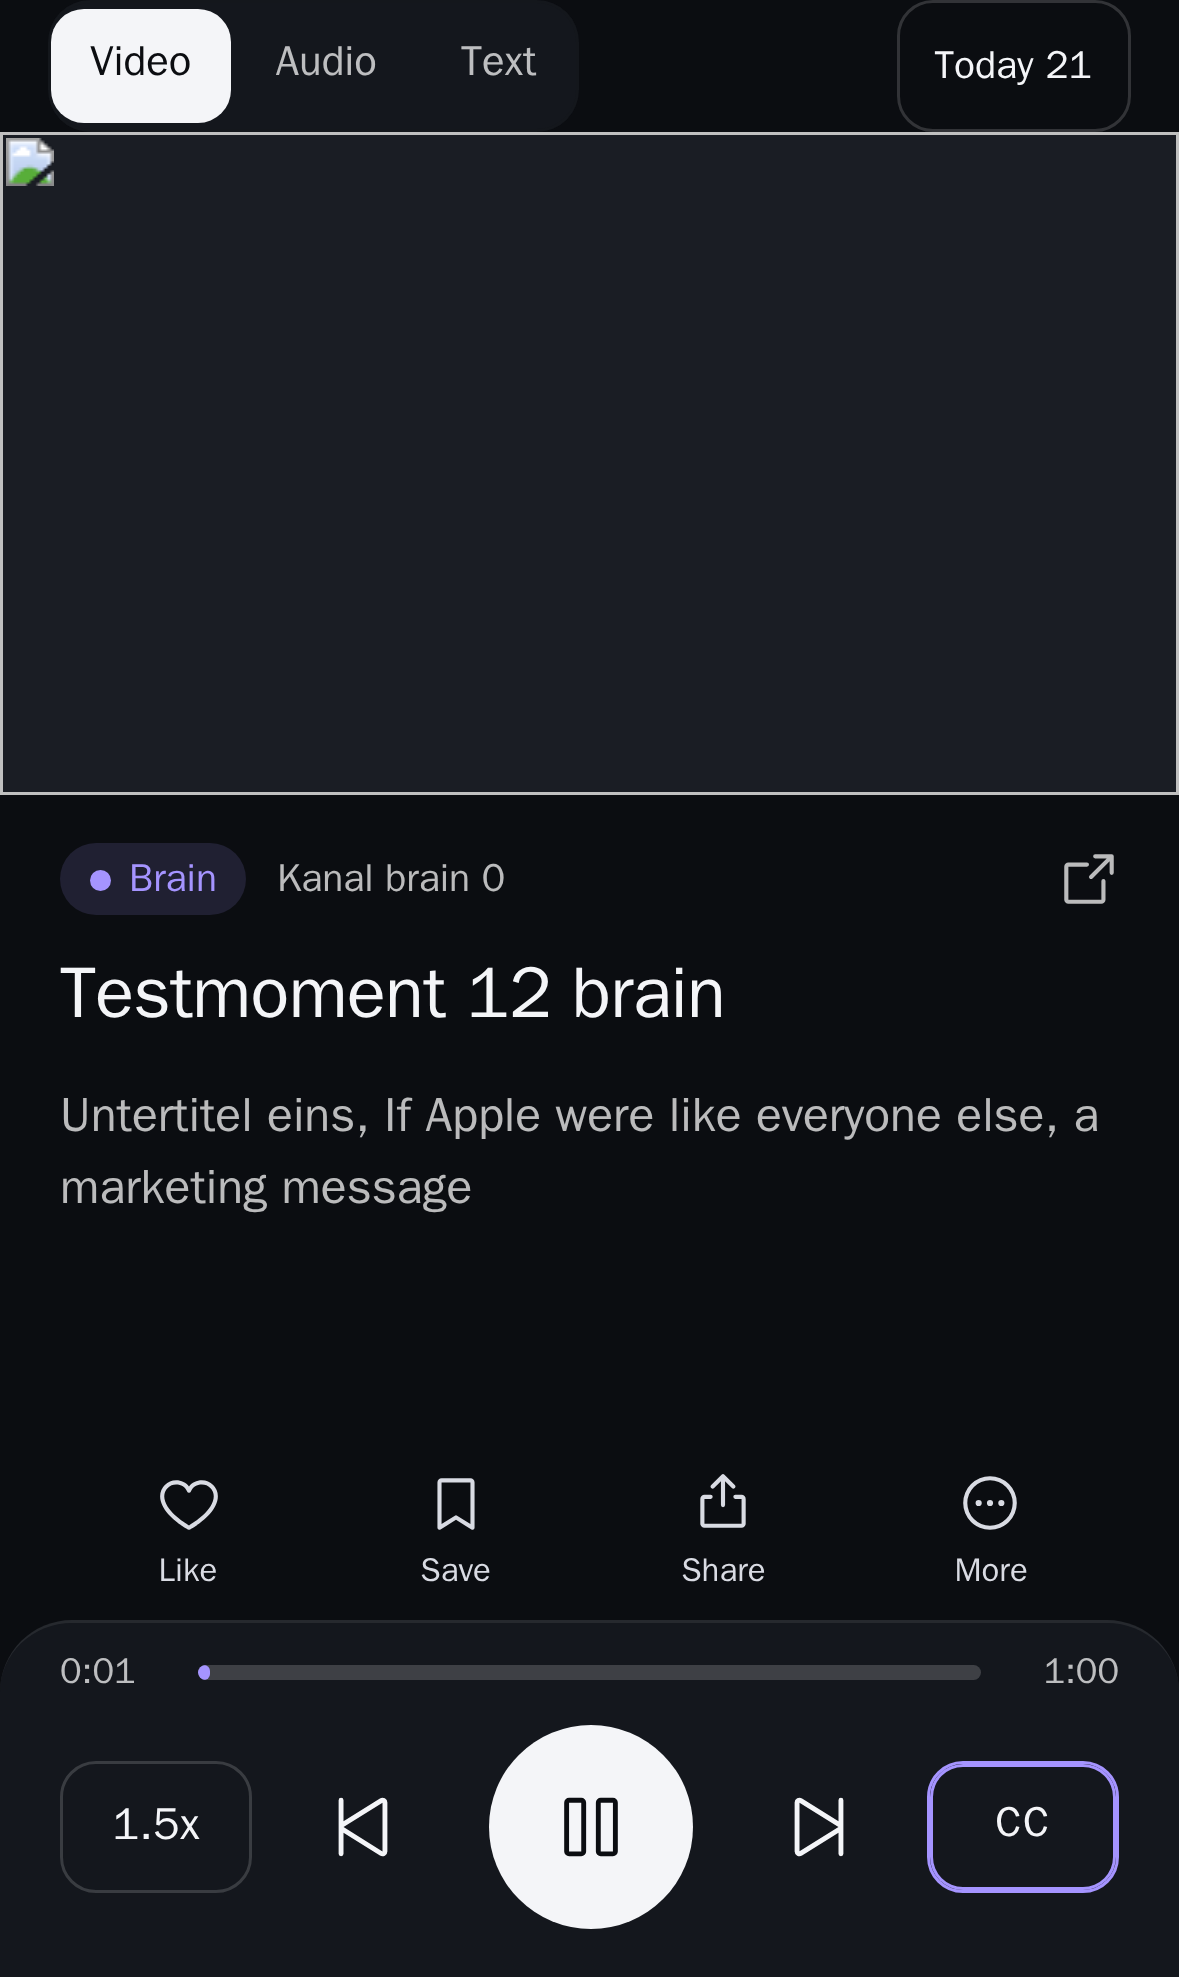 Video Audio Text Today 21
Brain Kanal brain 0
Testmoment 12 brain
Untertitel eins, If Apple were like everyone else, a
marketing message
Like Save Share More
0:01 1:00
1.5x CC